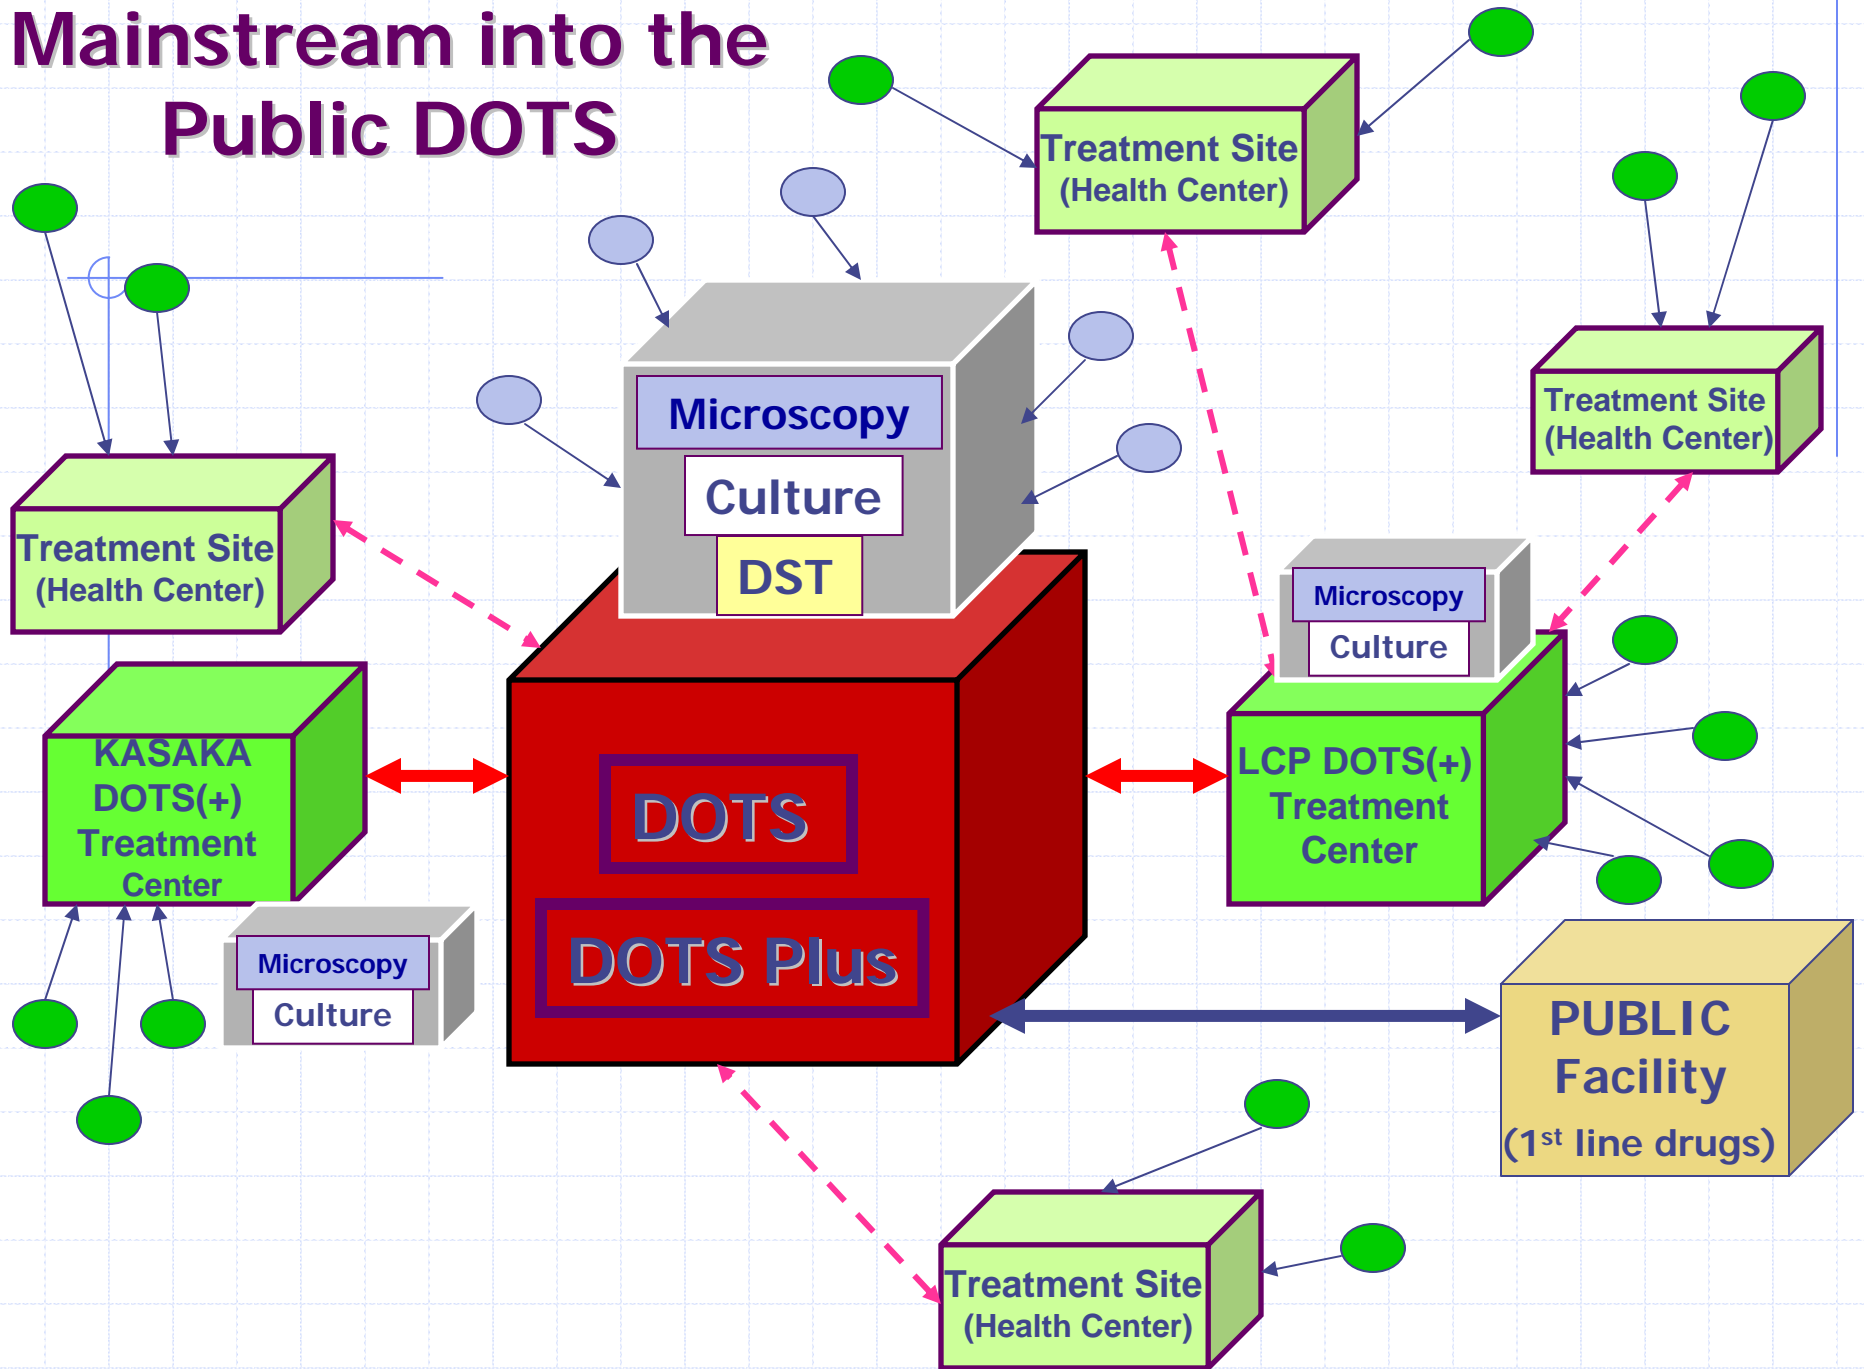 Mainstream into the
Public DOTS
Treatment Site
(Health Center)
Treatment Site
(Health Center)
Microscopy
Culture
DST
Treatment Site
(Health Center)
Microscopy
Culture
KASAKA
DOTS(+)
Treatment
Center
DOTS
DOTS Plus
LCP DOTS(+)
Treatment
Center
Microscopy
Culture
PUBLIC
Facility
(1st line drugs)
Treatment Site
(Health Center)